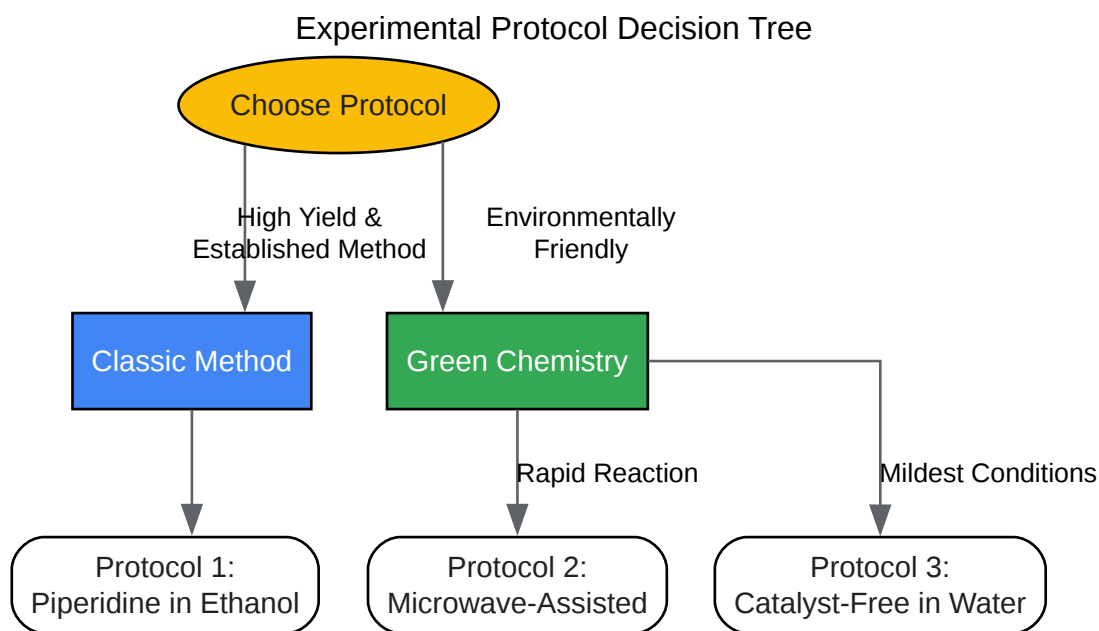 Experimental Protocol Decision Tree
Choose Protocol
High Yield &
Established Method
Environmentally
Friendly
Classic Method
Green Chemistry
Rapid Reaction
Mildest Conditions
Protocol 1:
Piperidine in Ethanol
Protocol 2:
Microwave-Assisted
Protocol 3:
Catalyst-Free in Water